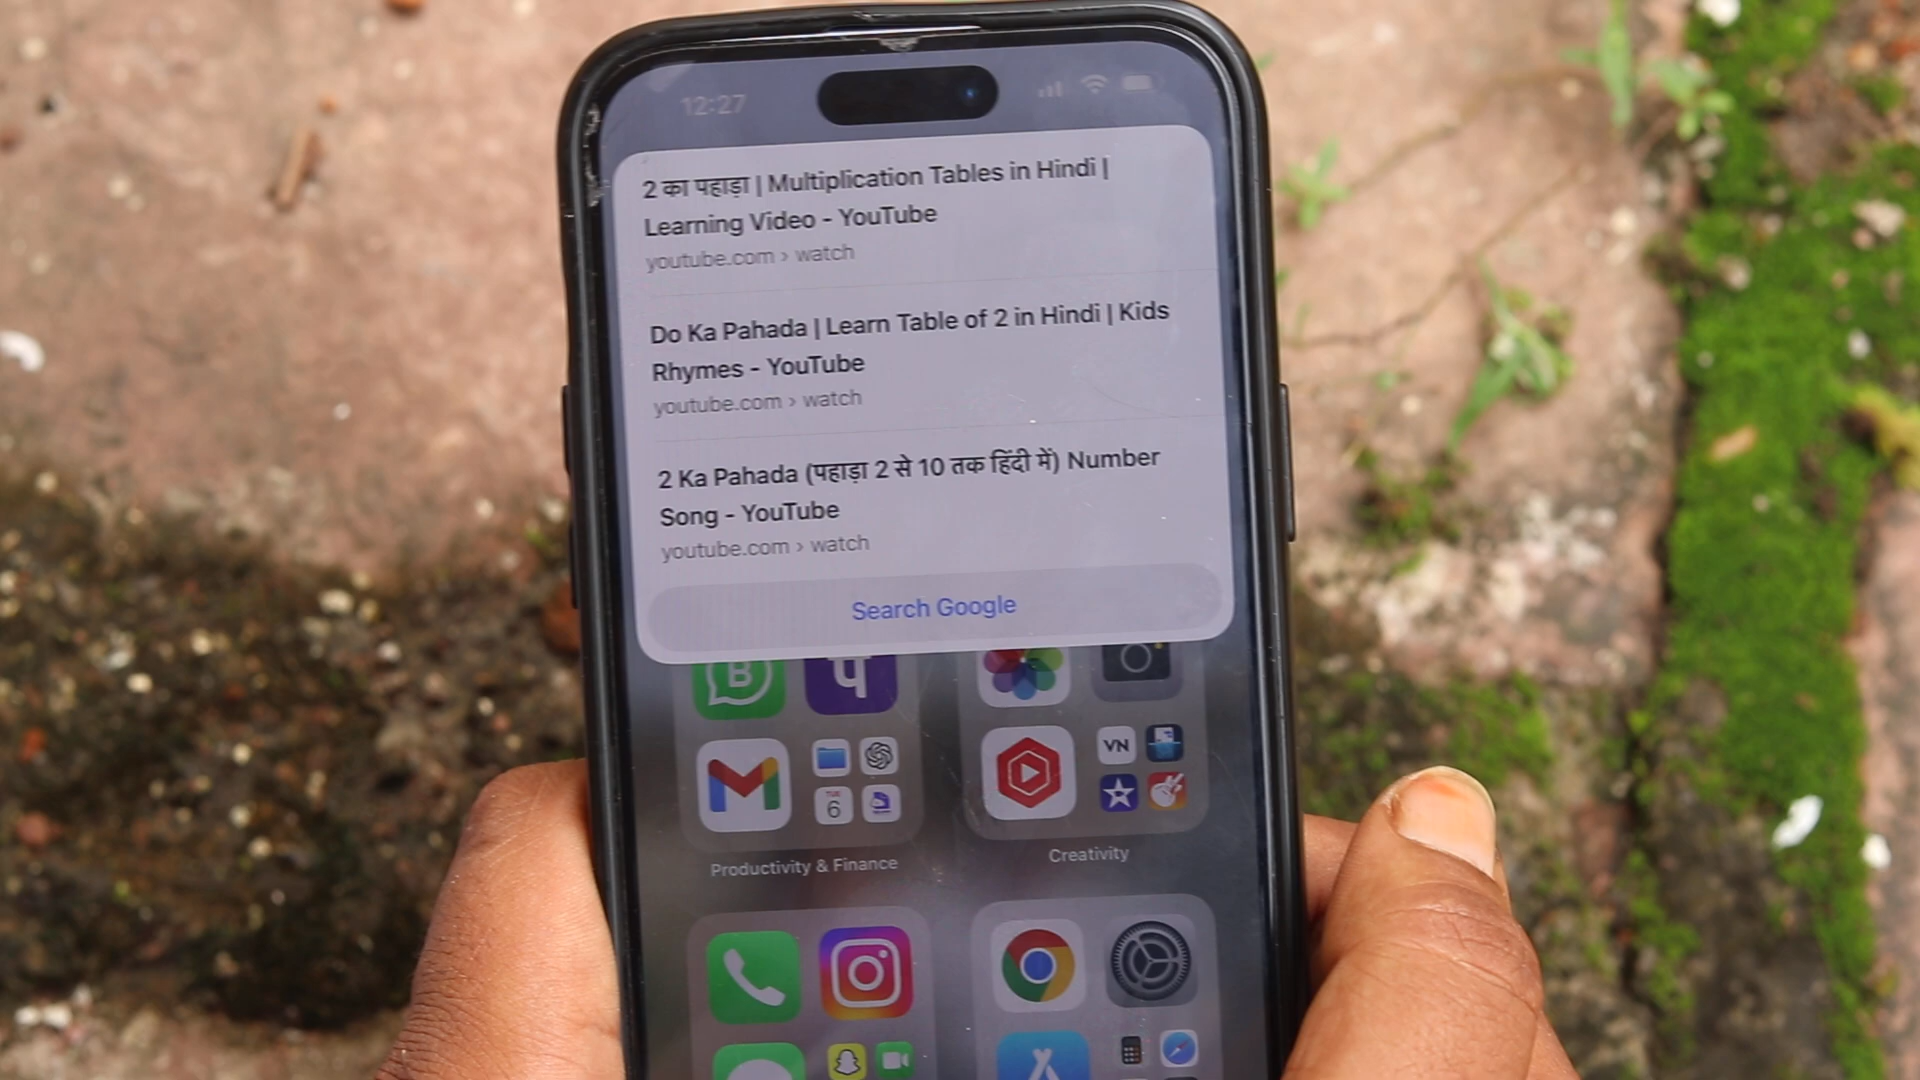 12:27
2 का पहाड़ा | Multiplication Tables in Hindi |
Learning Video - YouTube
youtube.com › watch
Do Ka Pahada | Learn Table of 2 in Hindi | Kids
Rhymes - YouTube
youtube.com › watch
2 Ka Pahada (पहाड़ा 2 से 10 तक हिंदी में) Number
Song - YouTube
youtube.com › watch
Search Google
B
पे
VN
TUE
6
Productivity & Finance
Creativity